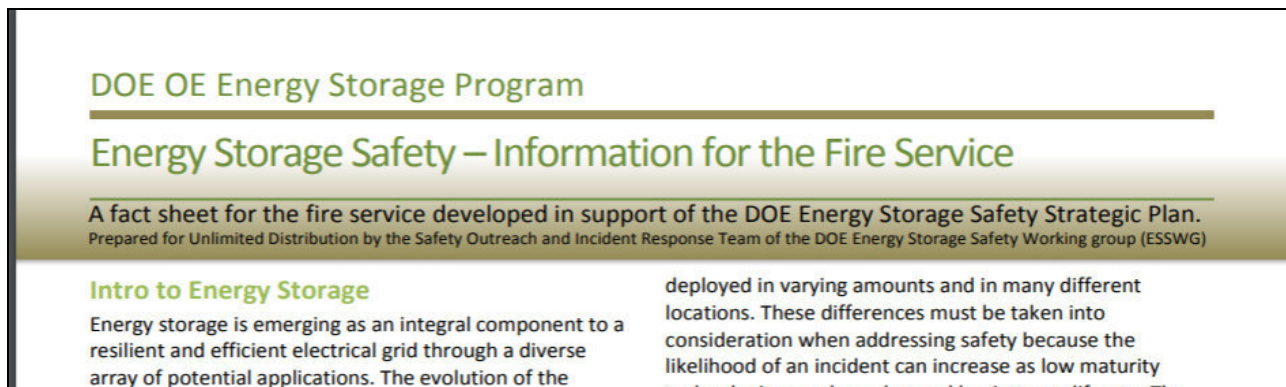 DOE OE Energy Storage Program
Energy Storage Safety – Information for the Fire Service
A fact sheet for the fire service developed in support of the DOE Energy Storage Safety Strategic Plan.
Prepared for Unlimited Distribution by the Safety Outreach and Incident Response Team of the DOE Energy Storage Safety Working group (ESSWG)
Intro to Energy Storage
Energy storage is emerging as an integral component to a
resilient and efficient electrical grid through a diverse
array of potential applications. The evolution of the
deployed in varying amounts and in many different
locations. These differences must be taken into
consideration when addressing safety because the
likelihood of an incident can increase as low maturity